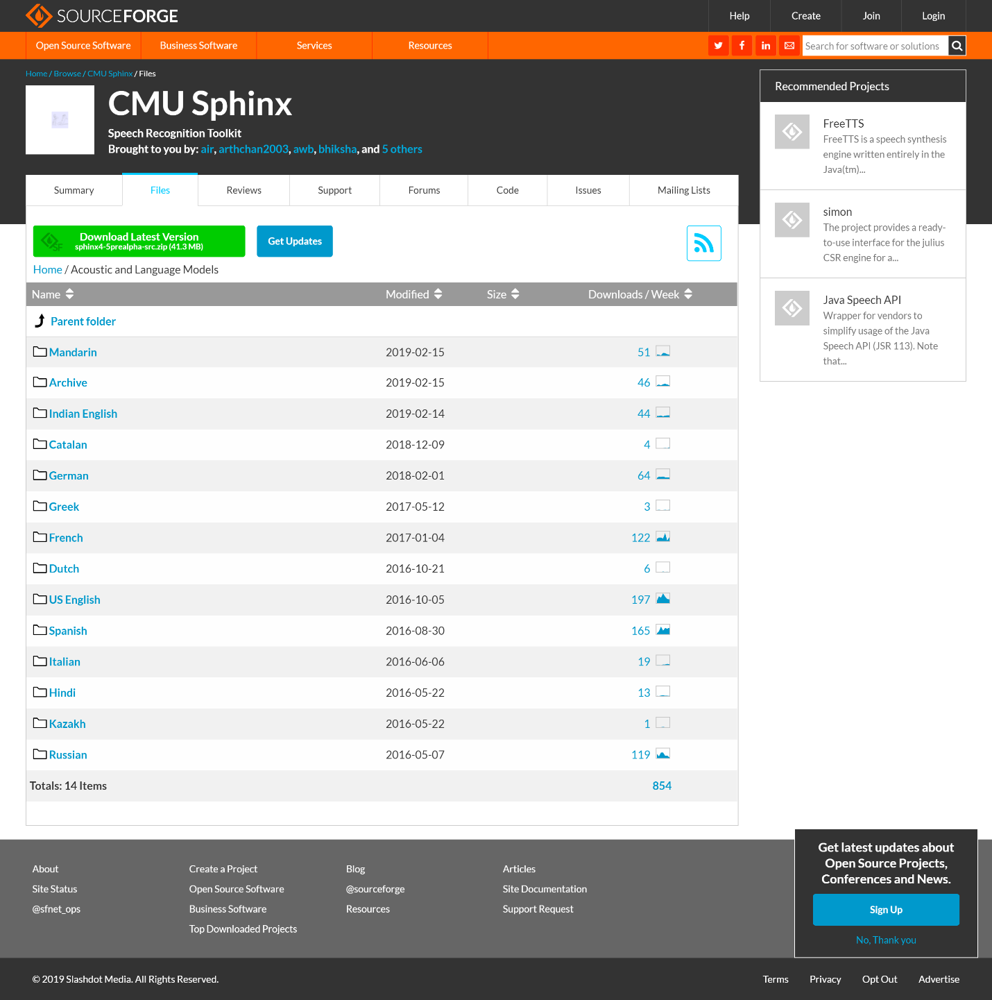 SOURCEFORGE
Help Create Join Login
Open Source Software Business Software Services Resources
Search for software or solutions
Home / Browse / CMU Sphinx / Files
CMU Sphinx
Speech Recognition Toolkit
Brought to you by: air, arthchan2003, awb, bhiksha, and 5 others
Summary Files Reviews Support Forums Code Issues Mailing Lists
Download Latest Version
sphinx4-5prealpha-src.zip (41.3 MB)
SF
Get Updates
Home / Acoustic and Language Models
Name Modified Size Downloads / Week
Parent folder
Mandarin 2019-02-15 51
Archive 2019-02-15 46
Indian English 2019-02-14 44
Catalan 2018-12-09 4
German 2018-02-01 64
Greek 2017-05-12 3
French 2017-01-04 122
Dutch 2016-10-21 6
US English 2016-10-05 197
Spanish 2016-08-30 165
Italian 2016-06-06 19
Hindi 2016-05-22 13
Kazakh 2016-05-22 1
Russian 2016-05-07 119
Totals: 14 Items 854
Recommended Projects
FreeTTS
FreeTTS is a speech synthesis
engine written entirely in the
Java(tm)...
simon
The project provides a ready-
to-use interface for the julius
CSR engine for a...
Java Speech API
Wrapper for vendors to
simplify usage of the Java
Speech API (JSR 113). Note
that...
About
Site Status
@sfnet_ops
Create a Project
Open Source Software
Business Software
Top Downloaded Projects
Blog
@sourceforge
Resources
Articles
Site Documentation
Support Request
Get latest updates about
Open Source Projects,
Conferences and News.
Sign Up
No, Thank you
© 2019 Slashdot Media. All Rights Reserved.
Terms Privacy Opt Out Advertise